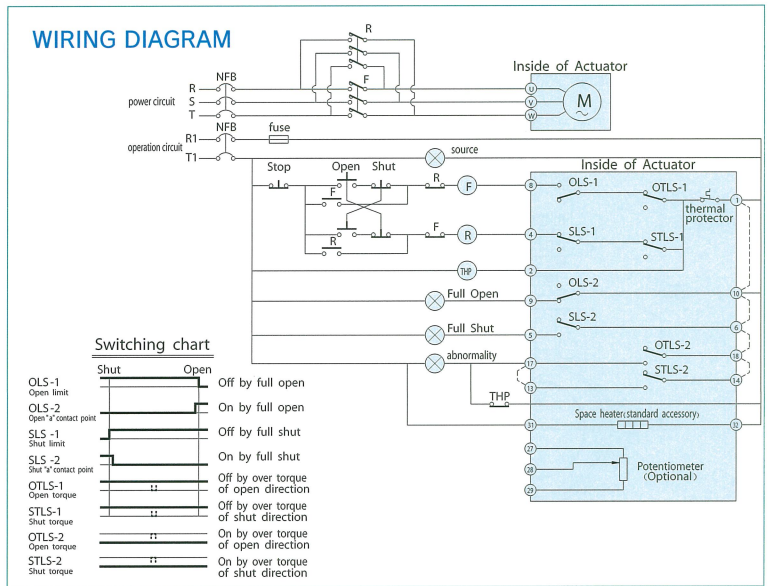 WIRING DIAGRAM
R
NFB
F
Inside of Actuator
power circuit
R
S
T
U
V
W
M
NFB
fuse
operation circuit
R1
T1
source
Stop
Open
Shut
Inside of Actuator
F
R
F
8
OLS-1
OTLS-1
1
thermal
protector
R
F
R
4
SLS-1
STLS-1
THP
2
Full Open
9
OLS-2
10
Full Shut
5
SLS-2
6
abnormality
17
OTLS-2
18
13
STLS-2
14
THP
31
Space heater(standard accessory)
32
27
28
29
Potentiometer
(Optional)
Switching chart
Shut
Open
OLS-1
Open limit
Off by full open
OLS-2
Open "a" contact point
On by full open
SLS -1
Shut limit
Off by full shut
SLS -2
Shut "a" contact point
On by full shut
OTLS-1
Open torque
Off by over torque
of open direction
STLS-1
Shut torque
Off by over torque
of shut direction
OTLS-2
Open torque
On by over torque
of open direction
STLS-2
Shut torque
On by over torque
of shut direction